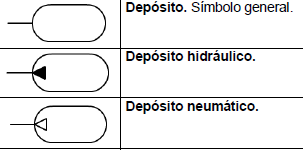 Depósito. Símbolo general.
Depósito hidráulico.
Depósito neumático.